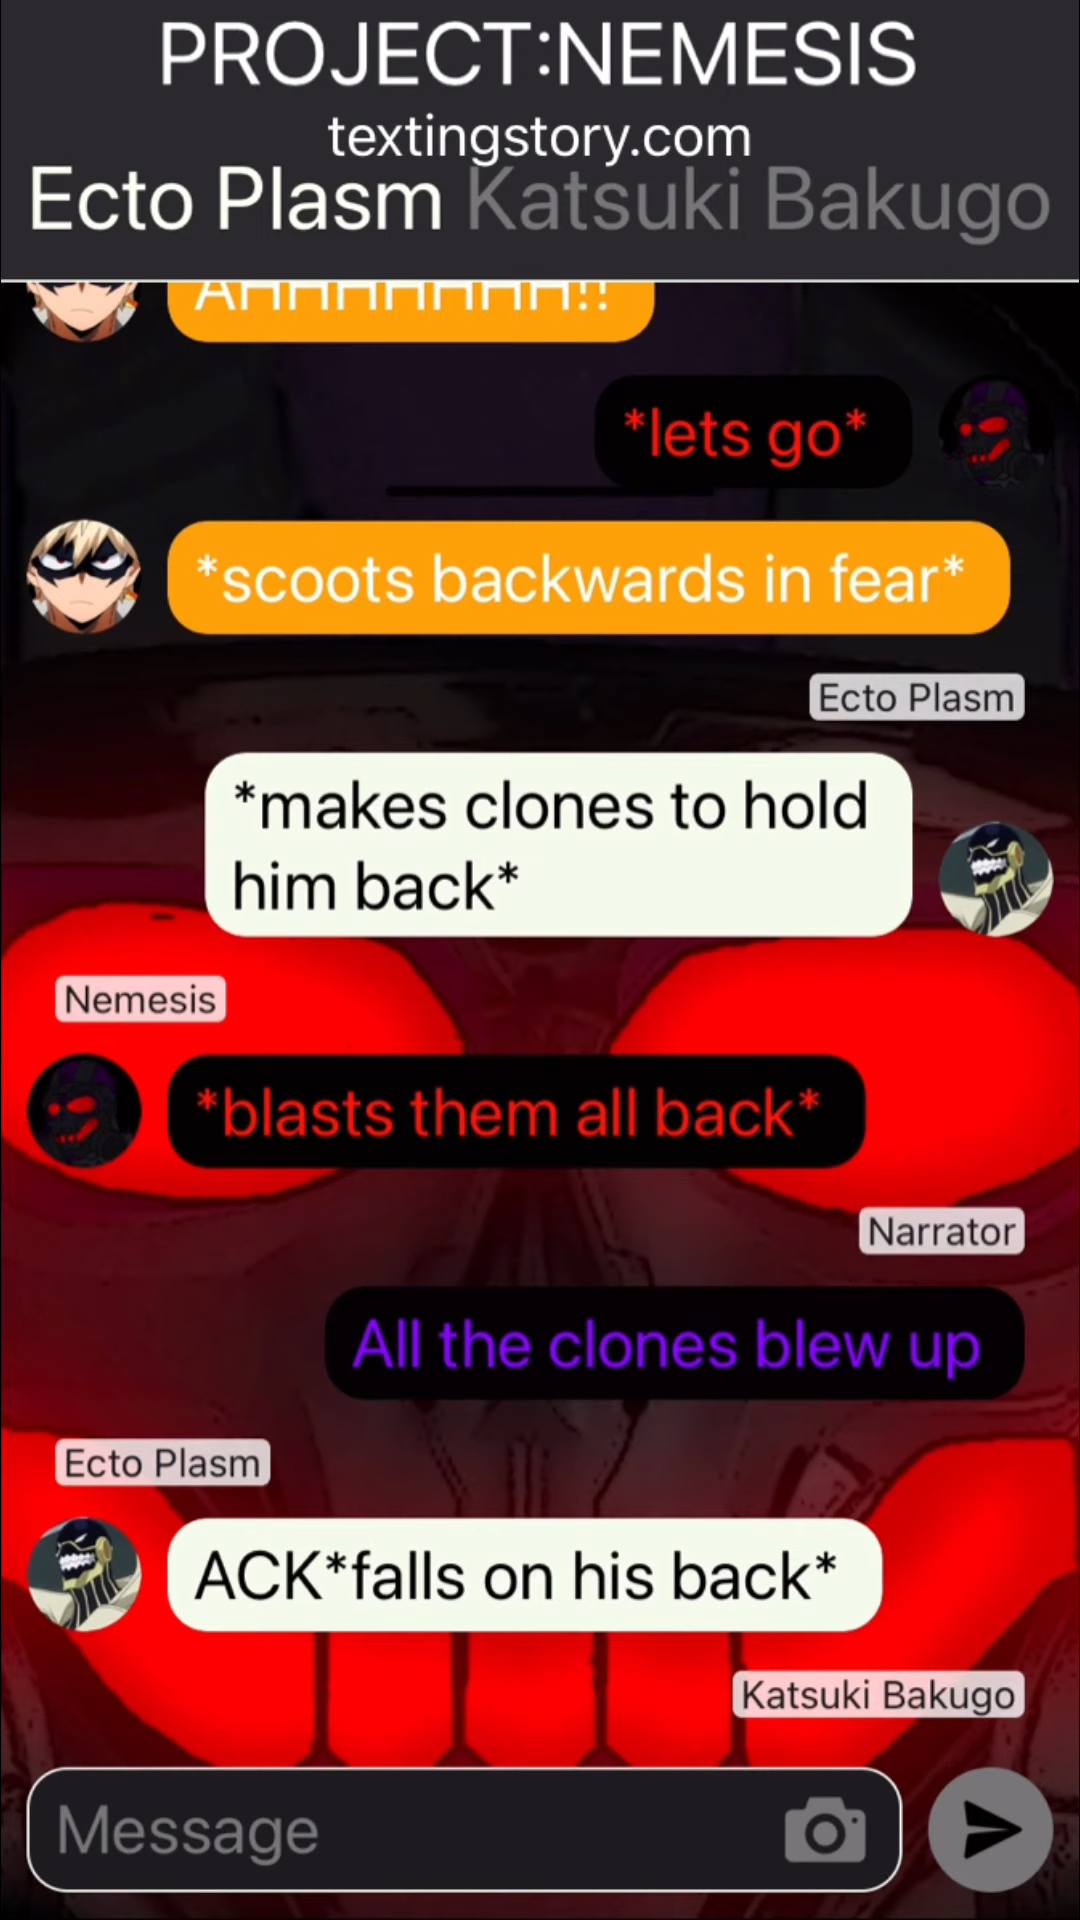 PROJECT:NEMESIS
textingstory.com
Ecto Plasm Katsuki Bakugo
AHHHHHHHH!!
*lets go*
*scoots backwards in fear*
Ecto Plasm
*makes clones to hold
him back*
Nemesis
*blasts them all back*
Narrator
All the clones blew up
Ecto Plasm
ACK*falls on his back*
Katsuki Bakugo
Message